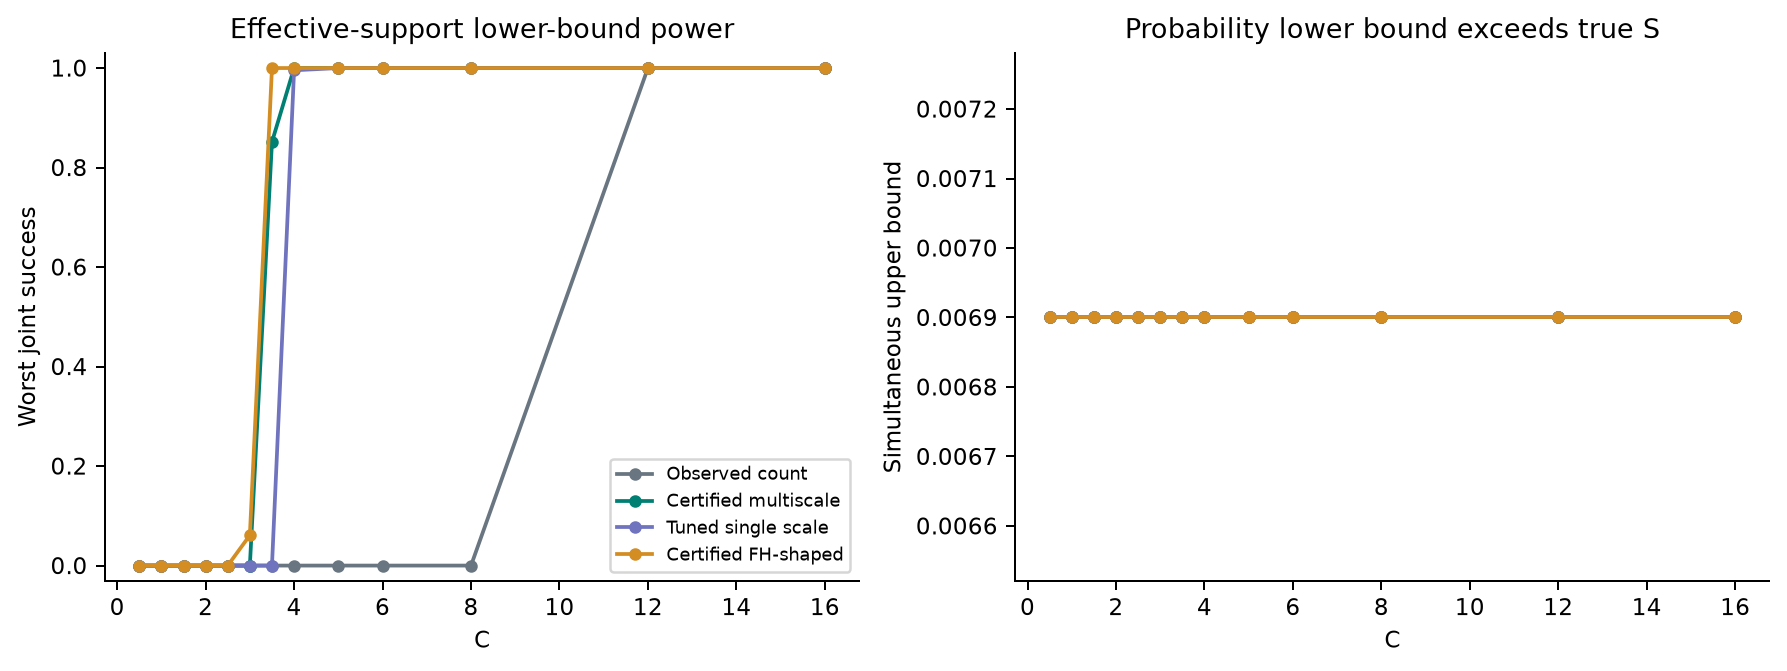 Effective-support lower-bound power
Worst joint success
1.0
0.8
0.6
0.4
0.2
0.0
0 2 4 6 8 10 12 14 16
C
Observed count
Certified multiscale
Tuned single scale
Certified FH-shaped
Probability lower bound exceeds true S
Simultaneous upper bound
0.0072
0.0071
0.0070
0.0069
0.0068
0.0067
0.0066
0 2 4 6 8 10 12 14 16
C